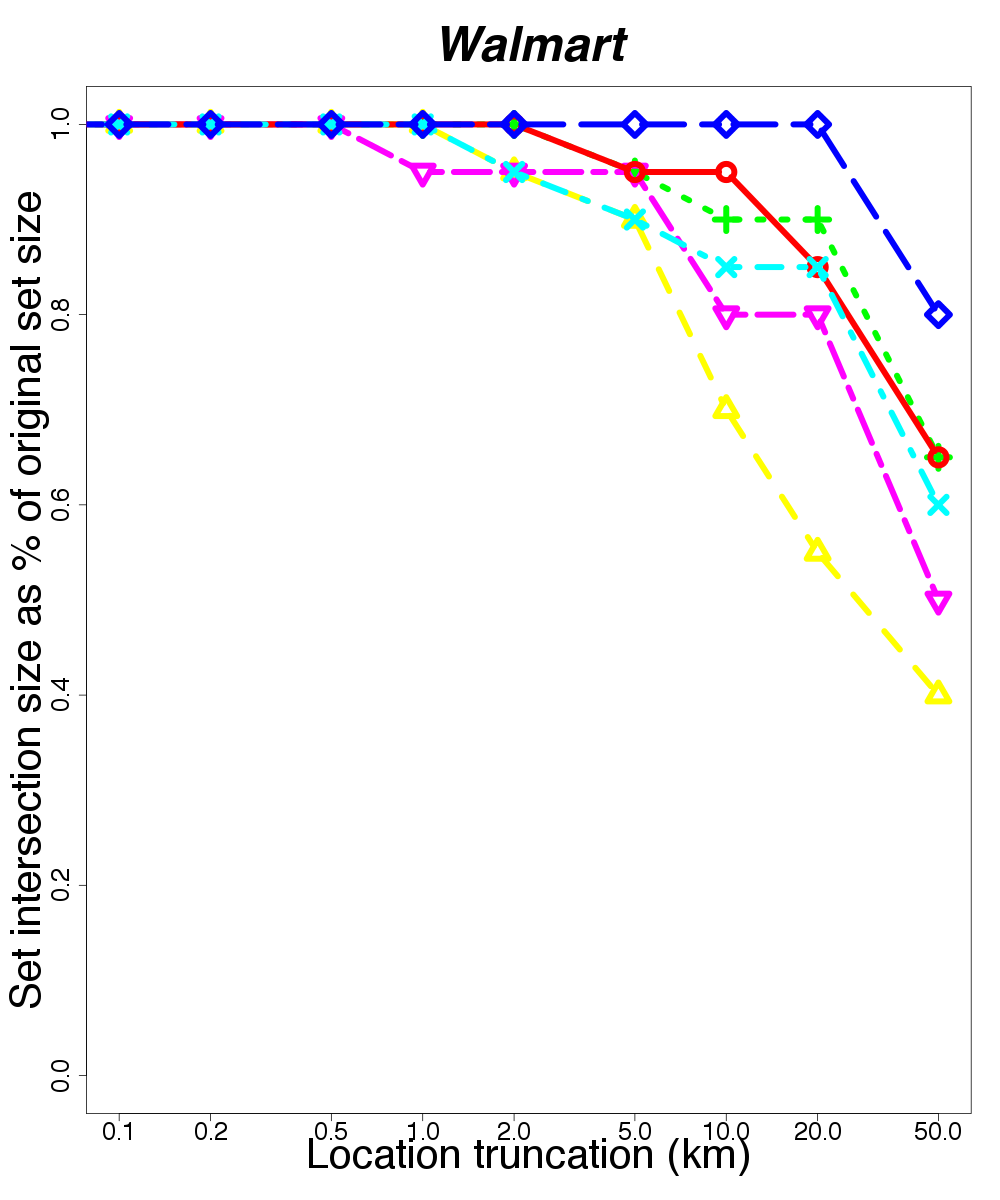 Walmart
Set intersection size as % of original set size
1.0
0.8
0.6
0.4
0.2
0.0
0.1 0.2 0.5 1.0 2.0 5.0 10.0 20.0 50.0
Location truncation (km)